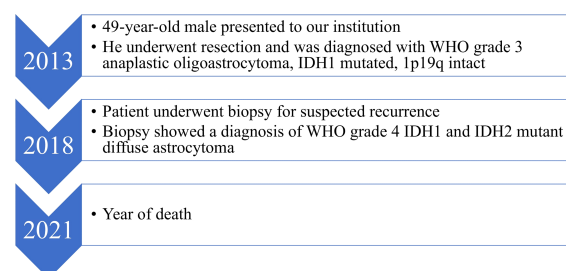 2013
• 49-year-old male presented to our institution
• He underwent resection and was diagnosed with WHO grade 3
anaplastic oligoastrocytoma, IDH1 mutated, 1p19q intact
2018
• Patient underwent biopsy for suspected recurrence
• Biopsy showed a diagnosis of WHO grade 4 IDH1 and IDH2 mutant
diffuse astrocytoma
2021
• Year of death